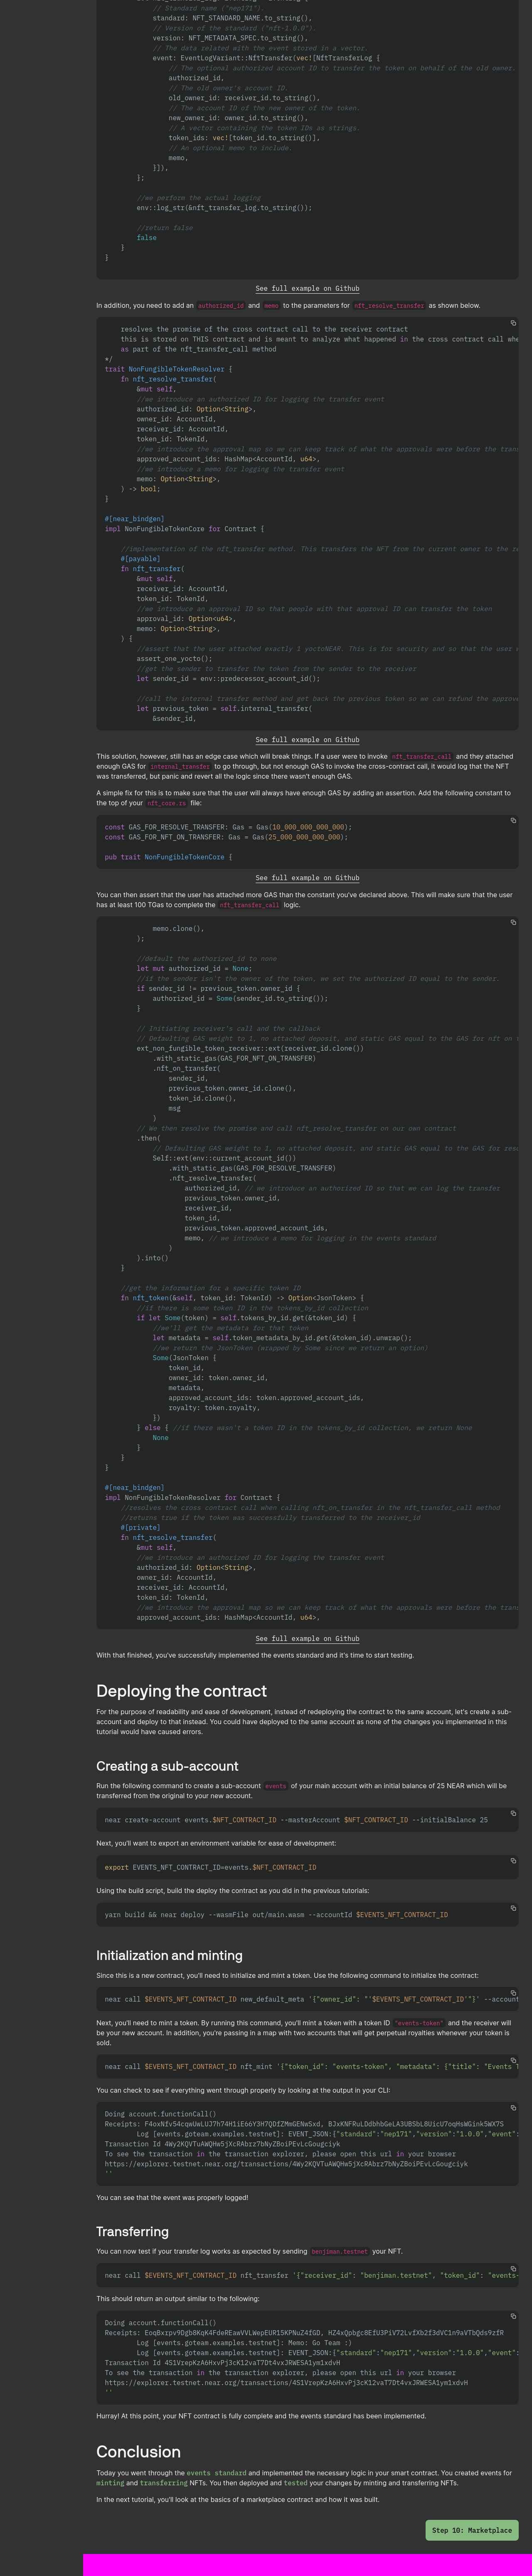 // Standard name ("nep171").
standard: NFT_STANDARD_NAME.to_string(),
// Version of the standard ("nft-1.0.0").
version: NFT_METADATA_SPEC.to_string(),
// The data related with the event stored in a vector.
event: EventLogVariant::NftTransfer(vec![NftTransferLog {
// The optional authorized account ID to transfer the token on behalf of the old owner.
authorized_id,
// The old owner's account ID.
old_owner_id: receiver_id.to_string(),
// The account ID of the new owner of the token.
new_owner_id: owner_id.to_string(),
// A vector containing the token IDs as strings.
token_ids: vec![token_id.to_string()],
// An optional memo to include.
memo,
}]),
};
//we perform the actual logging
env::log_str(&nft_transfer_log.to_string());
//return false
false
}
}
See full example on Github
In addition, you need to add an authorized_id and memo to the parameters for nft_resolve_transfer as shown below.
resolves the promise of the cross contract call to the receiver contract
this is stored on THIS contract and is meant to analyze what happened in the cross contract call whe
as part of the nft_transfer_call method
*/
trait NonFungibleTokenResolver {
fn nft_resolve_transfer(
&mut self,
//we introduce an authorized ID for logging the transfer event
authorized_id: Option<String>,
owner_id: AccountId,
receiver_id: AccountId,
token_id: TokenId,
//we introduce the approval map so we can keep track of what the approvals were before the tran
approved_account_ids: HashMap<AccountId, u64>,
//we introduce a memo for logging the transfer event
memo: Option<String>,
) -> bool;
}
#[near_bindgen]
impl NonFungibleTokenCore for Contract {
//implementation of the nft_transfer method. This transfers the NFT from the current owner to the
#[payable]
fn nft_transfer(
&mut self,
receiver_id: AccountId,
token_id: TokenId,
//we introduce an approval ID so that people with that approval ID can transfer the token
approval_id: Option<u64>,
memo: Option<String>,
) {
//assert that the user attached exactly 1 yoctoNEAR. This is for security and so that the user
assert_one_yocto();
//get the sender to transfer the token from the sender to the receiver
let sender_id = env::predecessor_account_id();
//call the internal transfer method and get back the previous token so we can refund the approv
let previous_token = self.internal_transfer(
&sender_id,
See full example on Github
This solution, however, still has an edge case which will break things. If a user were to invoke nft_transfer_call and they attached
enough GAS for internal_transfer to go through, but not enough GAS to invoke the cross-contract call, it would log that the NFT
was transferred, but panic and revert all the logic since there wasn't enough GAS.
A simple fix for this is to make sure that the user will always have enough GAS by adding an assertion. Add the following constant to
the top of your nft_core.rs file:
const GAS_FOR_RESOLVE_TRANSFER: Gas = Gas(10_000_000_000_000);
const GAS_FOR_NFT_ON_TRANSFER: Gas = Gas(25_000_000_000_000);
pub trait NonFungibleTokenCore {
See full example on Github
You can then assert that the user has attached more GAS than the constant you've declared above. This will make sure that the user
has at least 100 TGas to complete the nft_transfer_call logic.
memo.clone(),
);
//default the authorized_id to none
let mut authorized_id = None;
//if the sender isn't the owner of the token, we set the authorized ID equal to the sender.
if sender_id != previous_token.owner_id {
authorized_id = Some(sender_id.to_string());
}
// Initiating receiver's call and the callback
// Defaulting GAS weight to 1, no attached deposit, and static GAS equal to the GAS for nft on
ext_non_fungible_token_receiver::ext(receiver_id.clone())
.with_static_gas(GAS_FOR_NFT_ON_TRANSFER)
.nft_on_transfer(
sender_id,
previous_token.owner_id.clone(),
token_id.clone(),
msg
)
// We then resolve the promise and call nft_resolve_transfer on our own contract
.then(
// Defaulting GAS weight to 1, no attached deposit, and static GAS equal to the GAS for reso
Self::ext(env::current_account_id())
.with_static_gas(GAS_FOR_RESOLVE_TRANSFER)
.nft_resolve_transfer(
authorized_id, // we introduce an authorized ID so that we can log the transfer
previous_token.owner_id,
receiver_id,
token_id,
previous_token.approved_account_ids,
memo, // we introduce a memo for logging in the events standard
)
).into()
}
//get the information for a specific token ID
fn nft_token(&self, token_id: TokenId) -> Option<JsonToken> {
//if there is some token ID in the tokens_by_id collection
if let Some(token) = self.tokens_by_id.get(&token_id) {
//we'll get the metadata for that token
let metadata = self.token_metadata_by_id.get(&token_id).unwrap();
//we return the JsonToken (wrapped by Some since we return an option)
Some(JsonToken {
token_id,
owner_id: token.owner_id,
metadata,
approved_account_ids: token.approved_account_ids,
royalty: token.royalty,
})
} else { //if there wasn't a token ID in the tokens_by_id collection, we return None
None
}
}
}
#[near_bindgen]
impl NonFungibleTokenResolver for Contract {
//resolves the cross contract call when calling nft_on_transfer in the nft_transfer_call method
//returns true if the token was successfully transferred to the receiver_id
#[private]
fn nft_resolve_transfer(
&mut self,
//we introduce an authorized ID for logging the transfer event
authorized_id: Option<String>,
owner_id: AccountId,
receiver_id: AccountId,
token_id: TokenId,
//we introduce the approval map so we can keep track of what the approvals were before the tran
approved_account_ids: HashMap<AccountId, u64>,
See full example on Github
With that finished, you've successfully implemented the events standard and it's time to start testing.
Deploying the contract
For the purpose of readability and ease of development, instead of redeploying the contract to the same account, let's create a sub-
account and deploy to that instead. You could have deployed to the same account as none of the changes you implemented in this
tutorial would have caused errors.
Creating a sub-account
Run the following command to create a sub-account events of your main account with an initial balance of 25 NEAR which will be
transferred from the original to your new account.
near create-account events.$NFT_CONTRACT_ID --masterAccount $NFT_CONTRACT_ID --initialBalance 25
Next, you'll want to export an environment variable for ease of development:
export EVENTS_NFT_CONTRACT_ID=events.$NFT_CONTRACT_ID
Using the build script, build the deploy the contract as you did in the previous tutorials:
yarn build && near deploy --wasmFile out/main.wasm --accountId $EVENTS_NFT_CONTRACT_ID
Initialization and minting
Since this is a new contract, you'll need to initialize and mint a token. Use the following command to initialize the contract:
near call $EVENTS_NFT_CONTRACT_ID new_default_meta '{"owner_id": "'$EVENTS_NFT_CONTRACT_ID'"}' --account
Next, you'll need to mint a token. By running this command, you'll mint a token with a token ID "events-token" and the receiver will
be your new account. In addition, you're passing in a map with two accounts that will get perpetual royalties whenever your token is
sold.
near call $EVENTS_NFT_CONTRACT_ID nft_mint '{"token_id": "events-token", "metadata": {"title": "Events
You can check to see if everything went through properly by looking at the output in your CLI:
Doing account.functionCall()
Receipts: F4oxNfv54cqwUwLUJ7h74H1iE66Y3H7QDfZMmGENwSxd, BJxKNFRuLDdbhbGeLA3UBSbL8UicU7oqHsWGink5WX7S
Log [events.goteam.examples.testnet]: EVENT_JSON:{"standard":"nep171","version":"1.0.0","event":
Transaction Id 4Wy2KQVTuAWQHw5jXcRAbrz7bNyZBoiPEvLcGougciyk
To see the transaction in the transaction explorer, please open this url in your browser
https://explorer.testnet.near.org/transactions/4Wy2KQVTuAWQHw5jXcRAbrz7bNyZBoiPEvLcGougciyk
''
You can see that the event was properly logged!
Transferring
You can now test if your transfer log works as expected by sending benjiman.testnet your NFT.
near call $EVENTS_NFT_CONTRACT_ID nft_transfer '{"receiver_id": "benjiman.testnet", "token_id": "events-
This should return an output similar to the following:
Doing account.functionCall()
Receipts: EoqBxrpv9Dgb8KqK4FdeREawVVLWepEUR15KPNuZ4fGD, HZ4xQpbgc8EfU3PiV72LvfXb2f3dVC1n9aVTbQds9zfR
Log [events.goteam.examples.testnet]: Memo: Go Team :)
Log [events.goteam.examples.testnet]: EVENT_JSON:{"standard":"nep171","version":"1.0.0","event":
Transaction Id 4S1VrepKzA6HxvPj3cK12vaT7Dt4vxJRWESA1ym1xdvH
To see the transaction in the transaction explorer, please open this url in your browser
https://explorer.testnet.near.org/transactions/4S1VrepKzA6HxvPj3cK12vaT7Dt4vxJRWESA1ym1xdvH
''
Hurray! At this point, your NFT contract is fully complete and the events standard has been implemented.
Conclusion
Today you went through the events standard and implemented the necessary logic in your smart contract. You created events for
minting and transferring NFTs. You then deployed and tested your changes by minting and transferring NFTs.
In the next tutorial, you'll look at the basics of a marketplace contract and how it was built.
Step 10: Marketplace